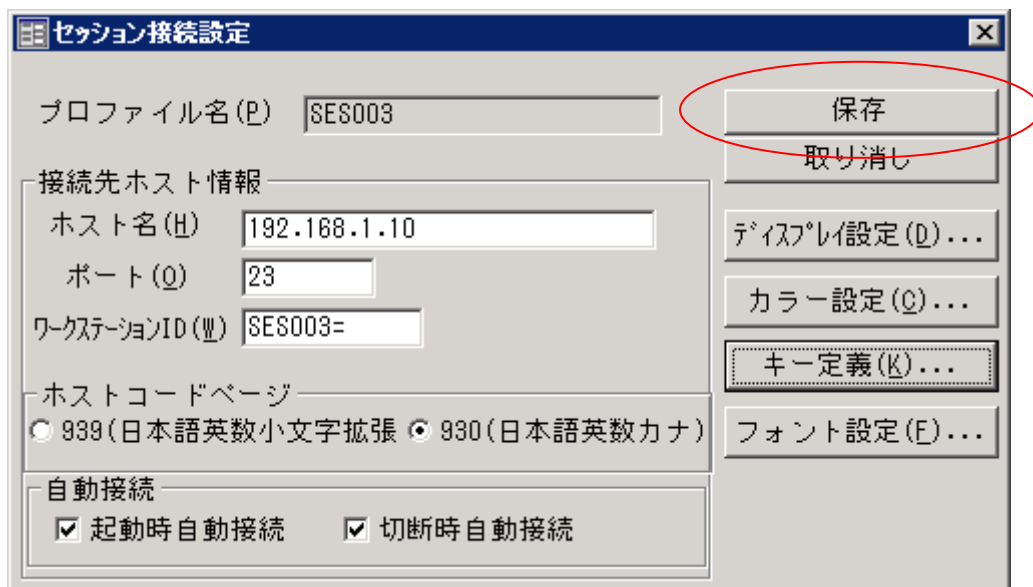 セッション接続設定
プロファイル名(P) SES003
保存
取り消し
接続先ホスト情報
ホスト名(H) 192.168.1.10
ポート(O) 23
ワークステーションID(W) SES003=
ディスプレイ設定(D)...
カラー設定(C)...
キー定義(K)...
フォント設定(F)...
ホストコードページ
939(日本語英数小文字拡張 930(日本語英数カナ)
自動接続
起動時自動接続 切断時自動接続